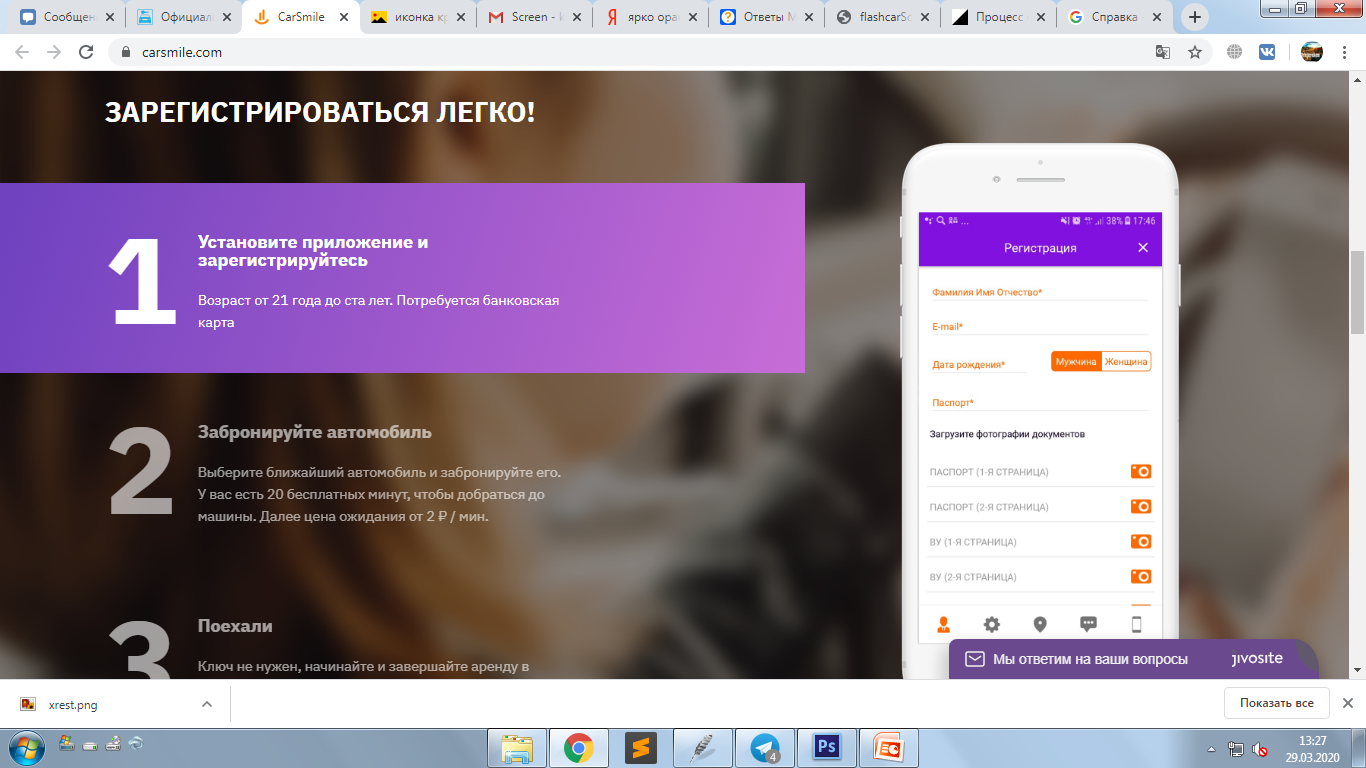 Сообщен
Официал
CarSmile
иконка кр
Screen -
ярко ора
Ответы М
flashcarSc
Процесс
Справка
carsmile.com
ЗАРЕГИСТРИРОВАТЬСЯ ЛЕГКО!
1
Установите приложение и
зарегистрируйтесь
Возраст от 21 года до ста лет. Потребуется банковская
карта
2
Забронируйте автомобиль
Выберите ближайший автомобиль и забронируйте его.
У вас есть 20 бесплатных минут, чтобы добраться до
машины. Далее цена ожидания от 2 ₽ / мин.
3
Поехали
Ключ не нужен, начинайте и завершайте аренду в
38% 17:46
Регистрация
Фамилия Имя Отчество*
E-mail*
Дата рождения*
Мужчина Женщина
Паспорт*
Загрузите фотографии документов
ПАСПОРТ (1-Я СТРАНИЦА)
ПАСПОРТ (2-Я СТРАНИЦА)
ВУ (1-Я СТРАНИЦА)
ВУ (2-Я СТРАНИЦА)
Мы ответим на ваши вопросы
jivosite
xrest.png
Показать все
4
Ps
13:27
29.03.2020